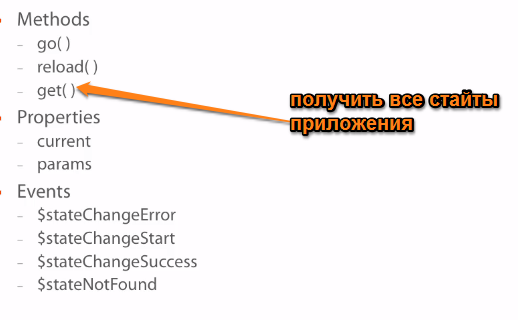 Methods
– go( )
– reload( )
– get( )
получить все стайты
приложения
Properties
– current
– params
Events
– $stateChangeError
– $stateChangeStart
– $stateChangeSuccess
– $stateNotFound